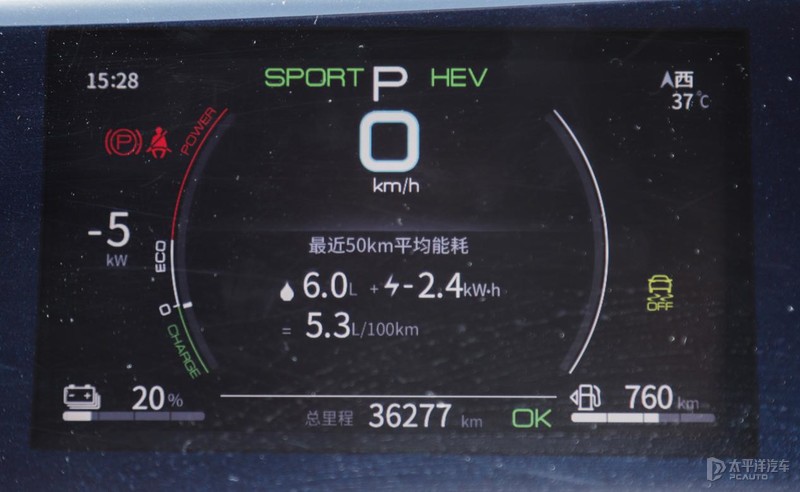 15:28
SPORT P HEV
西
37℃
POWER
0
km/h
-5
kW
ECO
0
CHARGE
最近50km平均能耗
6.0L + -2.4kW·h
= 5.3L/100km
OFF
20%
760 km
总里程 36277 km OK
太平洋汽车
PCAUTO